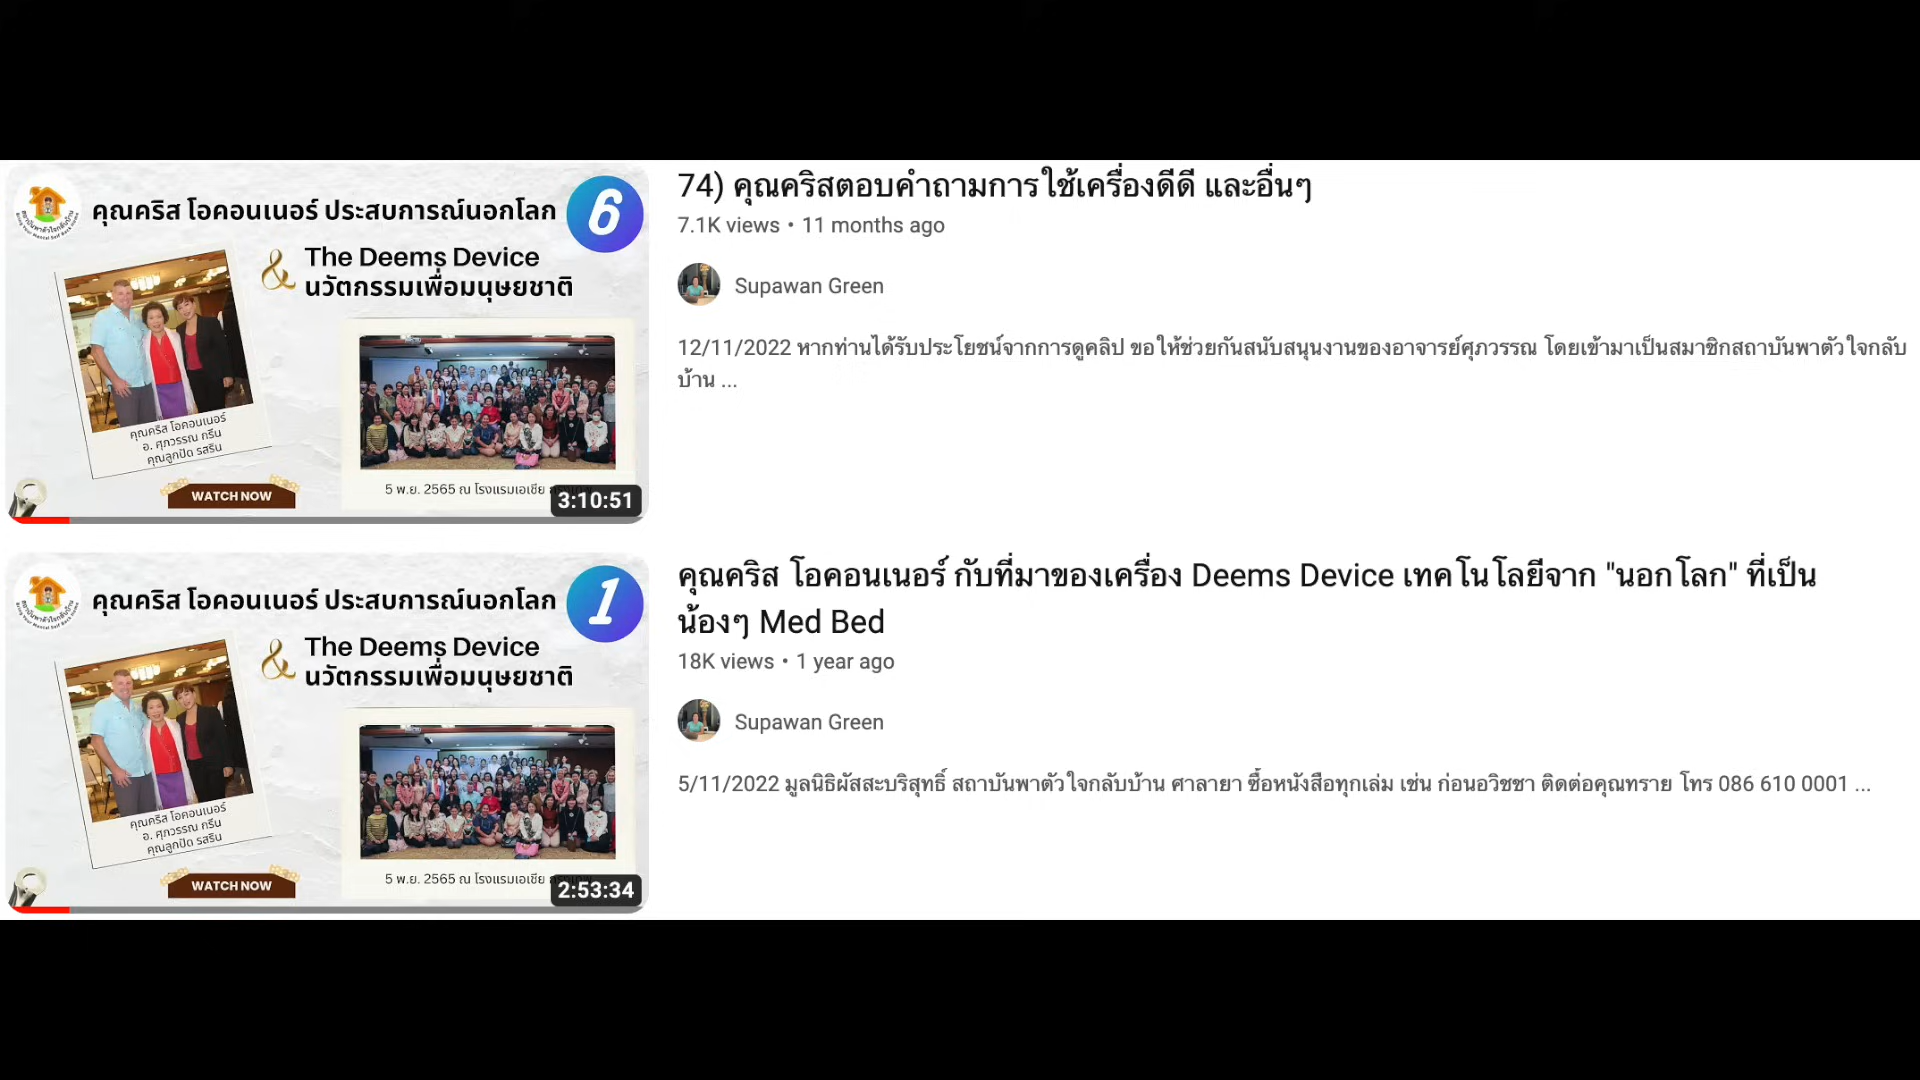 คุณคริส โอคอนเนอร์ ประสบการณ์นอกโลก
6
& The Deems Device
นวัตกรรมเพื่อมนุษยชาติ
คุณคริส โอคอนเนอร์
อ. ศุภวรรณ กรีน
คุณลูกปัด รสริน
WATCH NOW
5 พ.ย. 2565 ณ โรงแรมเอเชีย
3:10:51
74) คุณคริสตอบคำถามการใช้เครื่องดีดี และอื่นๆ
7.1K views • 11 months ago
Supawan Green
12/11/2022 หากท่านได้รับประโยชน์จากการดูคลิป ขอให้ช่วยกันสนับสนุนงานของอาจารย์ศุภวรรณ โดยเข้ามาเป็นสมาชิกสถาบันพาตัวใจกลับ
บ้าน ...
คุณคริส โอคอนเนอร์ ประสบการณ์นอกโลก
1
& The Deems Device
นวัตกรรมเพื่อมนุษยชาติ
คุณคริส โอคอนเนอร์
อ. ศุภวรรณ กรีน
คุณลูกปัด รสริน
WATCH NOW
5 พ.ย. 2565 ณ โรงแรมเอเชีย
2:53:34
คุณคริส โอคอนเนอร์ กับที่มาของเครื่อง Deems Device เทคโนโลยีจาก "นอกโลก" ที่เป็น
น้องๆ Med Bed
18K views • 1 year ago
Supawan Green
5/11/2022 มูลนิธิผัสสะบริสุทธิ์ สถาบันพาตัวใจกลับบ้าน ศาลายา ซื้อหนังสือทุกเล่ม เช่น ก่อนอวิชชา ติดต่อคุณทราย โทร 086 610 0001 ...